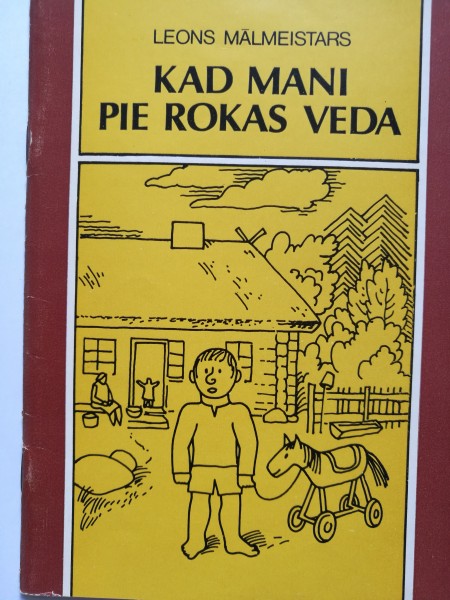 LEONS MĀLMEISTARS
KAD MANI
PIE ROKAS VEDA